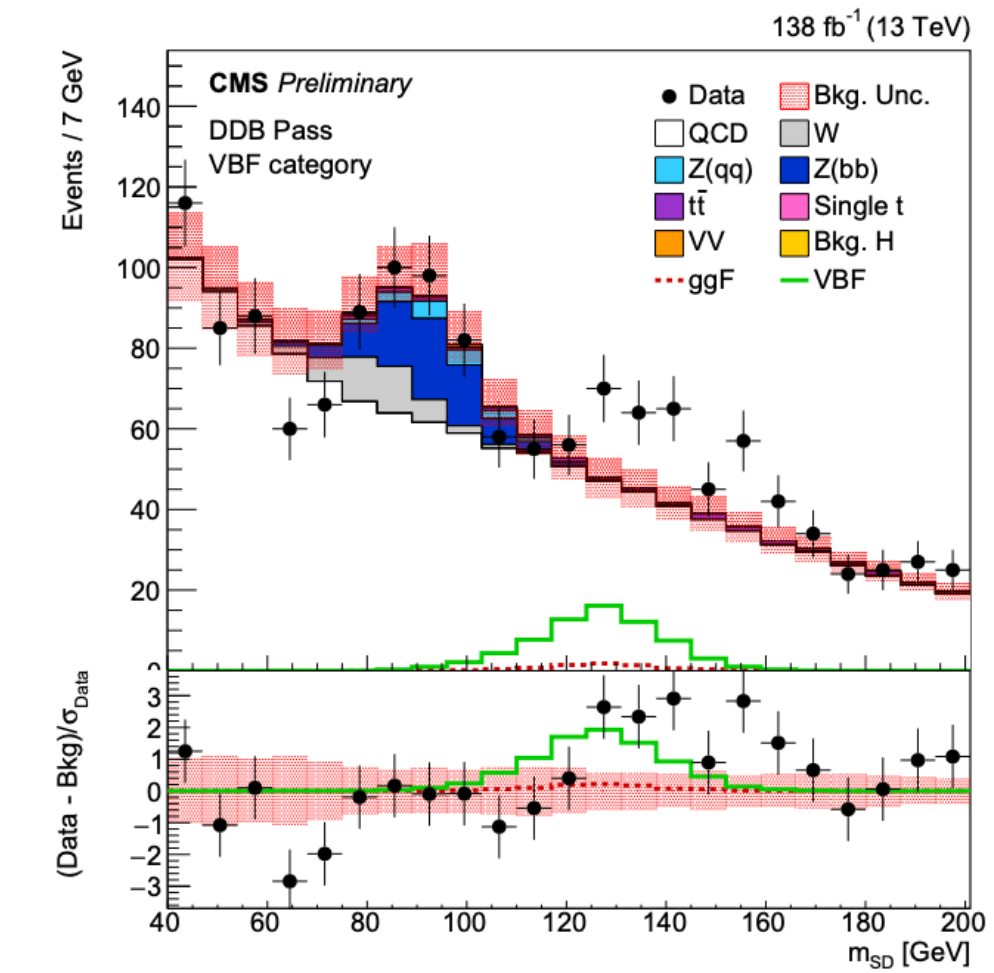 138 fb⁻¹ (13 TeV)
Events / 7 GeV
CMS Preliminary
DDB Pass
VBF category
Data
Bkg. Unc.
QCD
W
Z(qq)
Z(bb)
tt̄
Single t
VV
Bkg. H
ggF
VBF
140
120
100
80
60
40
20
0
(Data - Bkg)/σ_Data
3
2
1
0
−1
−2
−3
40 60 80 100 120 140 160 180 200
m_SD [GeV]